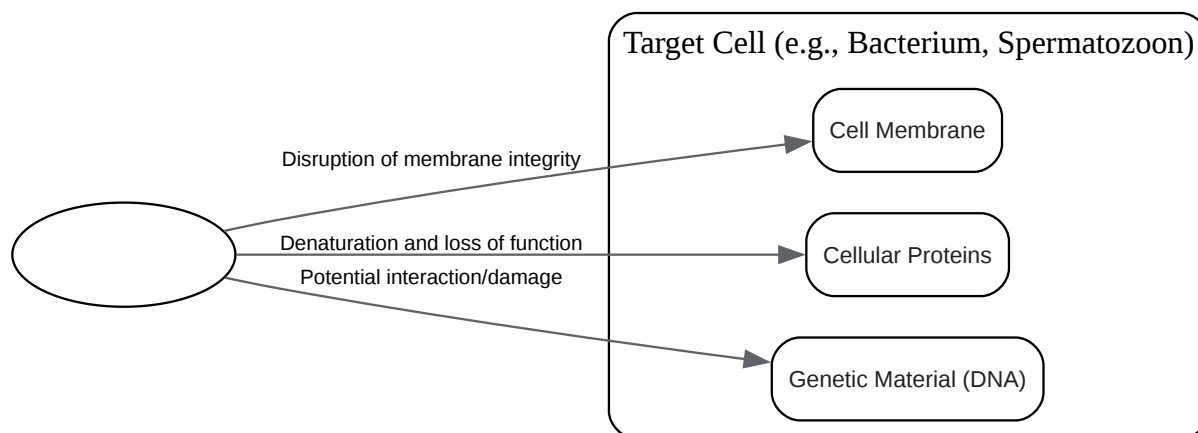 Target Cell (e.g., Bacterium, Spermatozoon)
Cell Membrane
Disruption of membrane integrity
Denaturation and loss of function
Cellular Proteins
Potential interaction/damage
Genetic Material (DNA)